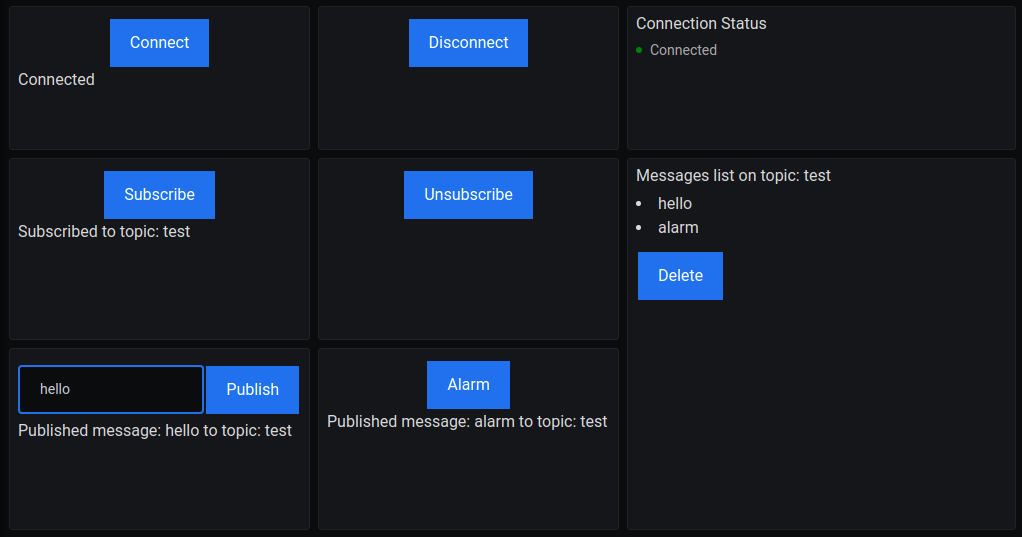 Connect
Connected
Disconnect
Connection Status
Connected
Subscribe
Subscribed to topic: test
Unsubscribe
Messages list on topic: test
hello
alarm
Delete
hello
Publish
Published message: hello to topic: test
Alarm
Published message: alarm to topic: test